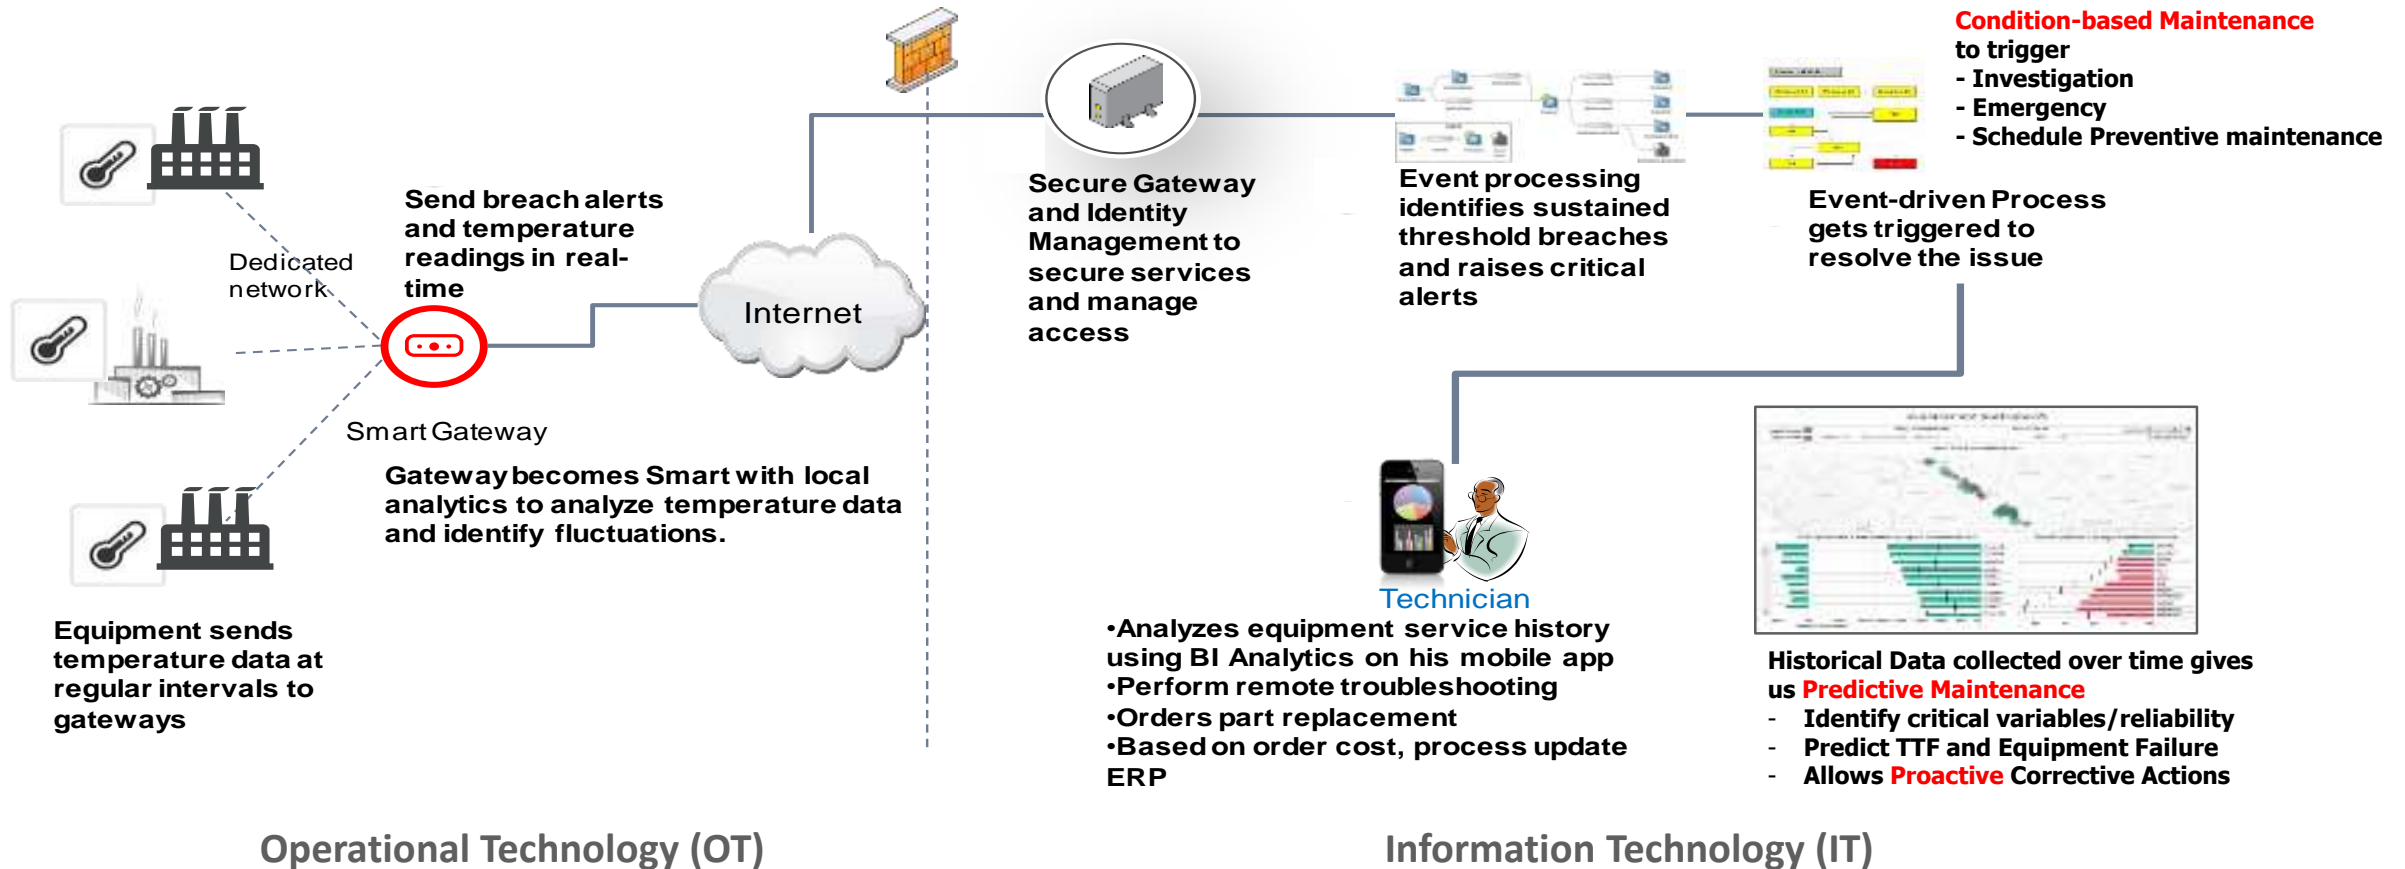 Condition-based Maintenance
to trigger
- Investigation
- Emergency
- Schedule Preventive maintenance
Send breach alerts
and temperature
readings in real-
time
Dedicated
network
Internet
Smart Gateway
Gateway becomes Smart with local
analytics to analyze temperature data
and identify fluctuations.
Equipment sends
temperature data at
regular intervals to
gateways
Secure Gateway
and Identity
Management to
secure services
and manage
access
Event processing
identifies sustained
threshold breaches
and raises critical
alerts
Event-driven Process
gets triggered to
resolve the issue
Technician
•Analyzes equipment service history
using BI Analytics on his mobile app
•Perform remote troubleshooting
•Orders part replacement
•Based on order cost, process update
ERP
Historical Data collected over time gives
us Predictive Maintenance
- Identify critical variables/reliability
- Predict TTF and Equipment Failure
- Allows Proactive Corrective Actions
Operational Technology (OT)
Information Technology (IT)